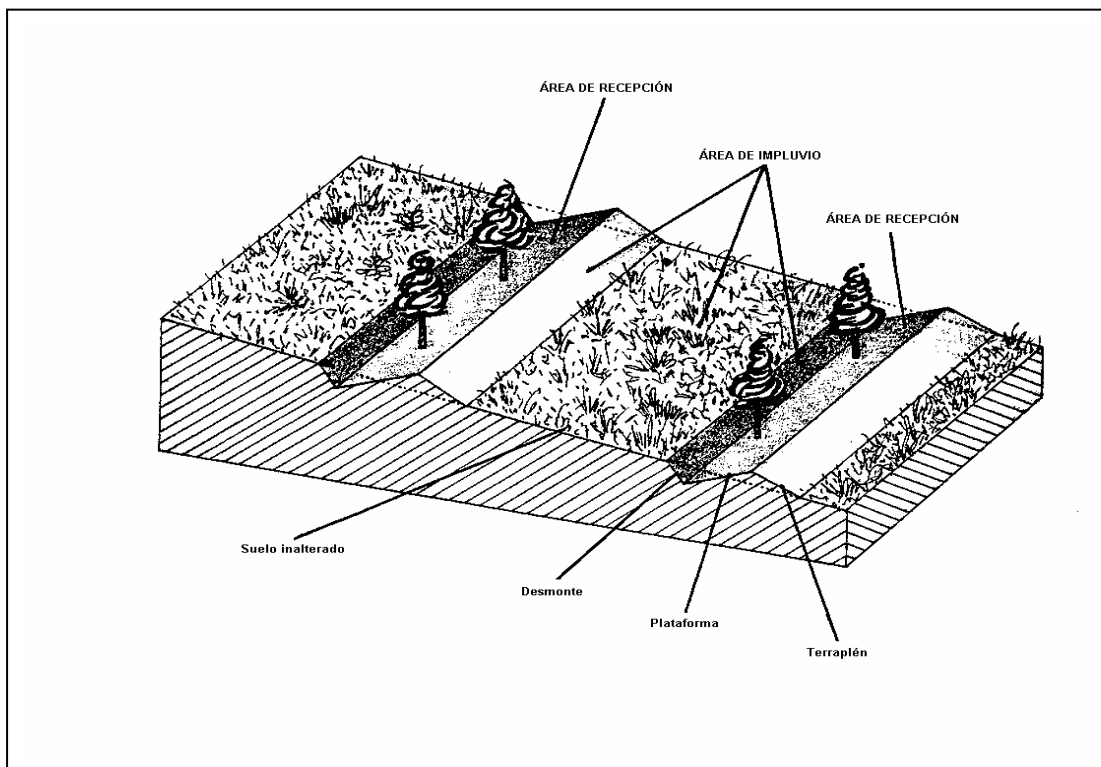 ÁREA DE RECEPCIÓN
ÁREA DE IMPLUVIO
ÁREA DE RECEPCIÓN
Suelo inalterado
Desmonte
Plataforma
Terraplén